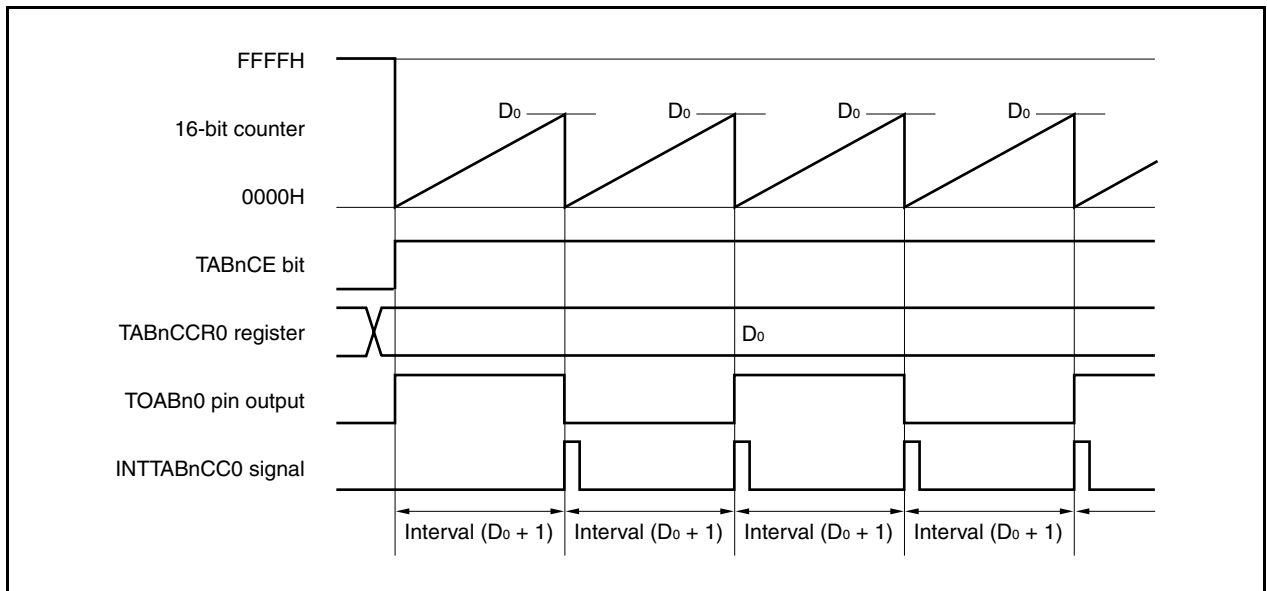 FFFFH
D0 D0 D0 D0
16-bit counter
0000H
TABnCE bit
TABnCCR0 register D0
TOABn0 pin output
INTTABnCC0 signal
Interval (D0 + 1) Interval (D0 + 1) Interval (D0 + 1) Interval (D0 + 1)